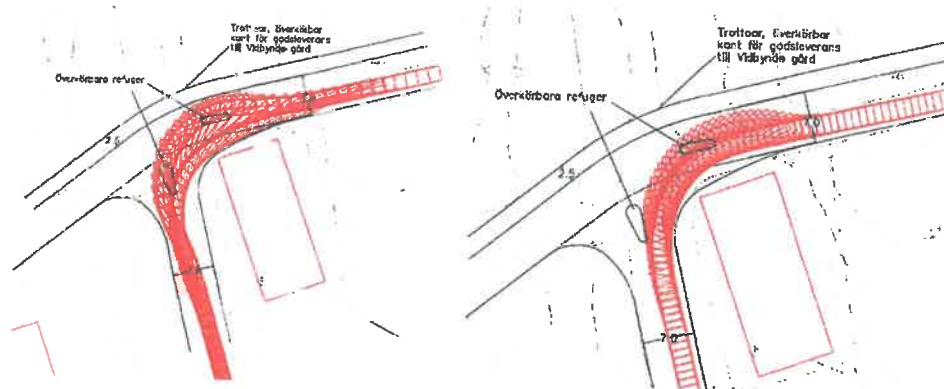 Trottoar, överkörbar
kant för godsleverans
till Vidbynäs gård
Överkörbara refuger
2.5
Trottoar, överkörbar
kant för godsleverans
till Vidbynäs gård
Överkörbara refuger
2.5
7.0
7.0